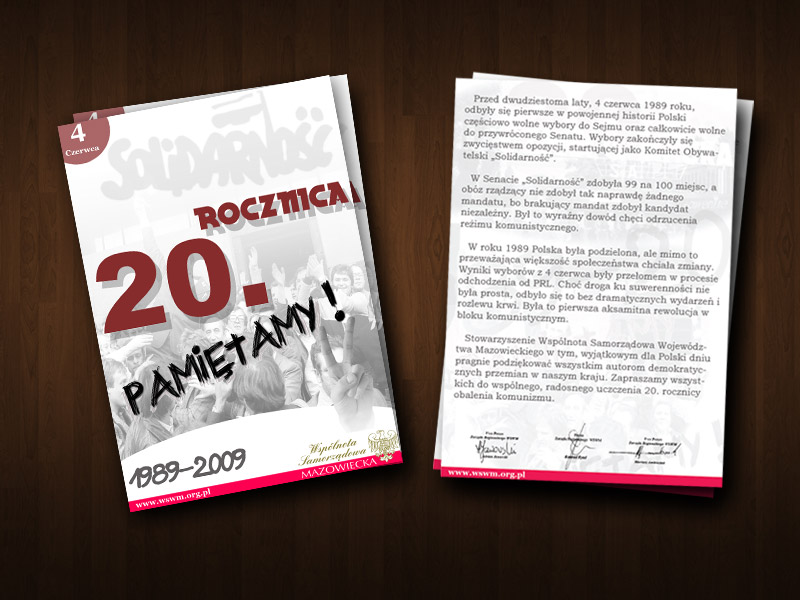 4
Czerwca
SOLIDARNOŚĆ
ROCZNICA
20.
PAMIĘTAMY!
1989-2009
Wspólnota
Samorządowa
MAZOWIECKA
www.wswm.org.pl
Przed dwudziestoma laty, 4 czerwca 1989 roku,
odbyły się pierwsze w powojennej historii Polski
częściowo wolne wybory do Sejmu oraz całkowicie wolne
do przywróconego Senatu. Wybory zakończyły się
zwycięstwem opozycji, startującej jako Komitet Obywa-
telski „Solidarność”.
W Senacie „Solidarność” zdobyła 99 na 100 miejsc, a
obóz rządzący nie zdobył tak naprawdę żadnego
mandatu, bo brakujący mandat zdobył kandydat
niezależny. Był to wyraźny dowód chęci odrzucenia
reżimu komunistycznego.
W roku 1989 Polska była podzielona, ale mimo to
przeważająca większość społeczeństwa chciała zmiany.
Wyniki wyborów z 4 czerwca były przełomem w procesie
odchodzenia od PRL. Choć droga ku suwerenności nie
była prosta, odbyło się to bez dramatycznych wydarzeń i
rozlewu krwi. Była to pierwsza aksamitna rewolucja w
bloku komunistycznym.
Stowarzyszenie Wspólnota Samorządowa Wojewódz-
twa Mazowieckiego w tym, wyjątkowym dla Polski dniu
pragnie podziękować wszystkim autorom demokratyc-
znych przemian w naszym kraju. Zapraszamy wszyst-
kich do wspólnego, radosnego uczczenia 20. rocznicy
obalenia komunizmu.
www.wswm.org.pl